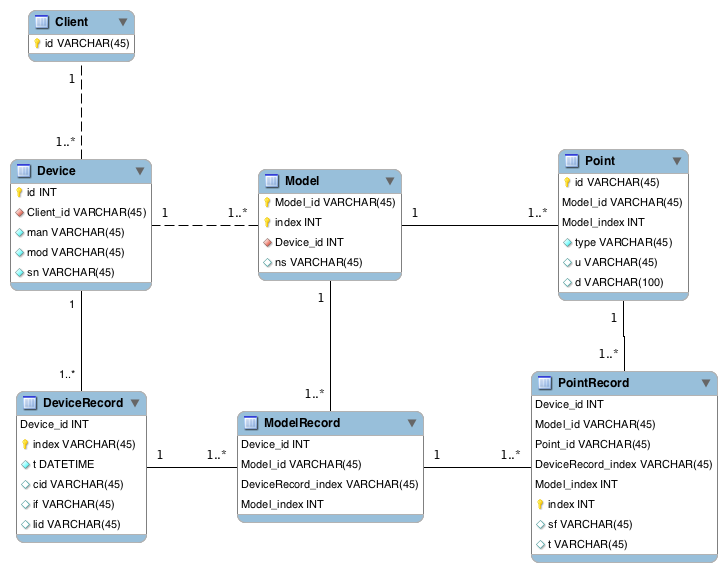 Client
id VARCHAR(45)
1
1..*
Device
id INT
Client_id VARCHAR(45)
man VARCHAR(45)
mod VARCHAR(45)
sn VARCHAR(45)
1
1..*
Model
Model_id VARCHAR(45)
index INT
Device_id INT
ns VARCHAR(45)
1
1..*
Point
id VARCHAR(45)
Model_id VARCHAR(45)
Model_index INT
type VARCHAR(45)
u VARCHAR(45)
d VARCHAR(100)
1
1..*
1
1..*
1
1..*
DeviceRecord
Device_id INT
index VARCHAR(45)
t DATETIME
cid VARCHAR(45)
if VARCHAR(45)
lid VARCHAR(45)
1
1..*
ModelRecord
Device_id INT
Model_id VARCHAR(45)
DeviceRecord_index VARCHAR(45)
Model_index INT
1
1..*
PointRecord
Device_id INT
Model_id VARCHAR(45)
Point_id VARCHAR(45)
DeviceRecord_index VARCHAR(45)
Model_index INT
index INT
sf VARCHAR(45)
t VARCHAR(45)